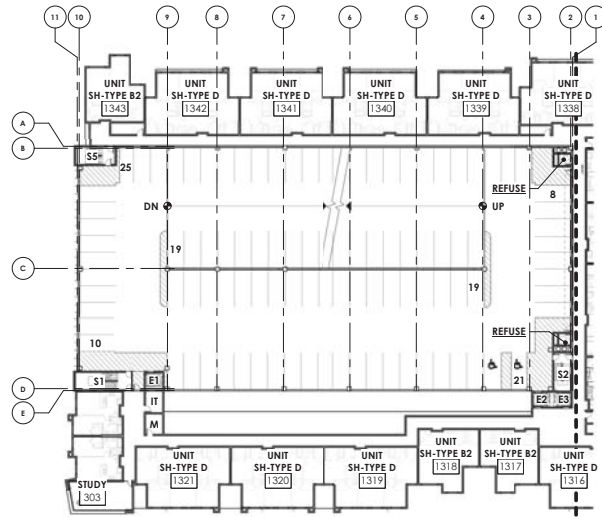 11 10 9 8 7 6 5 4 3 2 1
UNIT
SH-TYPE B2
1343
UNIT
SH-TYPE D
1342
UNIT
SH-TYPE D
1341
UNIT
SH-TYPE D
1340
UNIT
SH-TYPE D
1339
UNIT
SH-TYPE D
1338
A
B
S5
25
REFUSE
8
DN
UP
19
C
19
10
REFUSE
S1
E1
21
S2
D
E
IT
E2 E3
M
UNIT
SH-TYPE D
1321
UNIT
SH-TYPE D
1320
UNIT
SH-TYPE D
1319
UNIT
SH-TYPE B2
1318
UNIT
SH-TYPE B2
1317
UNIT
SH-TYPE D
1316
STUDY
303